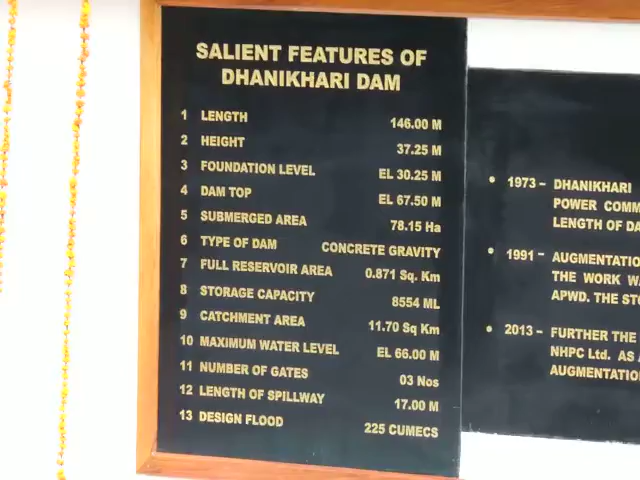 SALIENT FEATURES OF
DHANIKHARI DAM
1 LENGTH 146.00 M
2 HEIGHT 37.25 M
3 FOUNDATION LEVEL EL 30.25 M
4 DAM TOP EL 67.50 M
5 SUBMERGED AREA 78.15 Ha
6 TYPE OF DAM CONCRETE GRAVITY
7 FULL RESERVOIR AREA 0.871 Sq. Km
8 STORAGE CAPACITY 8554 ML
9 CATCHMENT AREA 11.70 Sq Km
10 MAXIMUM WATER LEVEL EL 66.00 M
11 NUMBER OF GATES 03 Nos
12 LENGTH OF SPILLWAY 17.00 M
13 DESIGN FLOOD 225 CUMECS
• 1973 – DHANIKHARI
POWER COMM
LENGTH OF DA
• 1991 – AUGMENTATIO
THE WORK W
APWD. THE STO
• 2013 – FURTHER THE
NHPC Ltd. AS
AUGMENTATIO